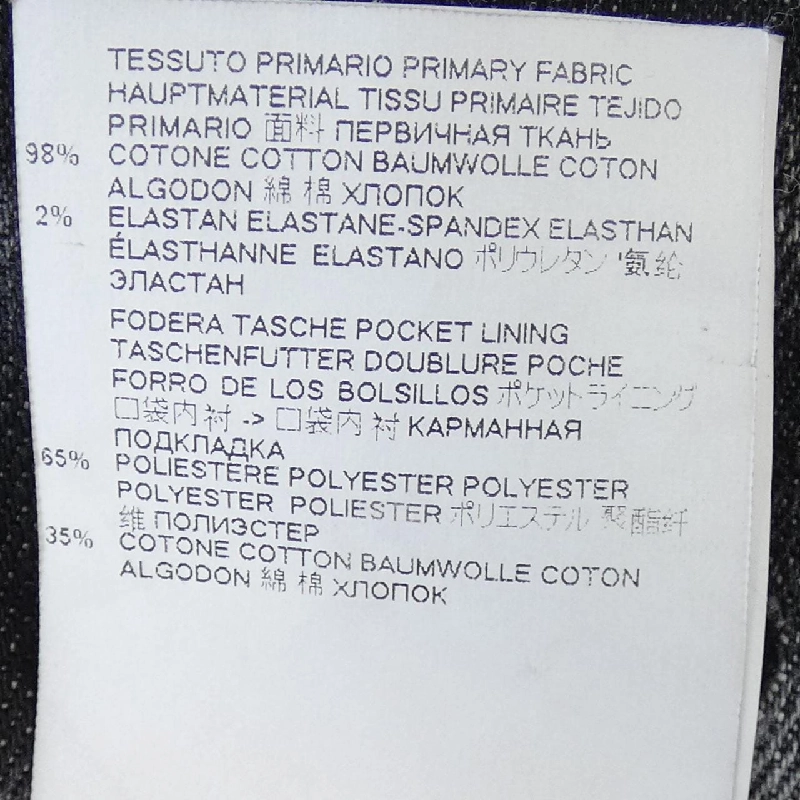 TESSUTO PRIMARIO PRIMARY FABRIC
HAUPTMATERIAL TISSU PRIMAIRE TEJIDO
PRIMARIO 面料 ПЕРВИЧНАЯ ТКАНЬ
98% COTONE COTTON BAUMWOLLE COTON
ALGODON 綿 棉 ХЛОПОК
2% ELASTAN ELASTANE-SPANDEX ELASTHAN
ÉLASTHANNE ELASTANO ポリウレタン '氨纶
ЭЛАСТАН
FODERA TASCHE POCKET LINING
TASCHENFUTTER DOUBLURE POCHE
FORRO DE LOS BOLSILLOS ポケットライニング
口袋内衬 -> 口袋内衬 КАРМАННАЯ
ПОДКЛАДКА
65% POLIESTERE POLYESTER POLYESTER
POLYESTER POLIESTER ポリエステル 聚酯纤
维 ПОЛИЭСТЕР
35% COTONE COTTON BAUMWOLLE COTON
ALGODON 綿 棉 ХЛОПОК